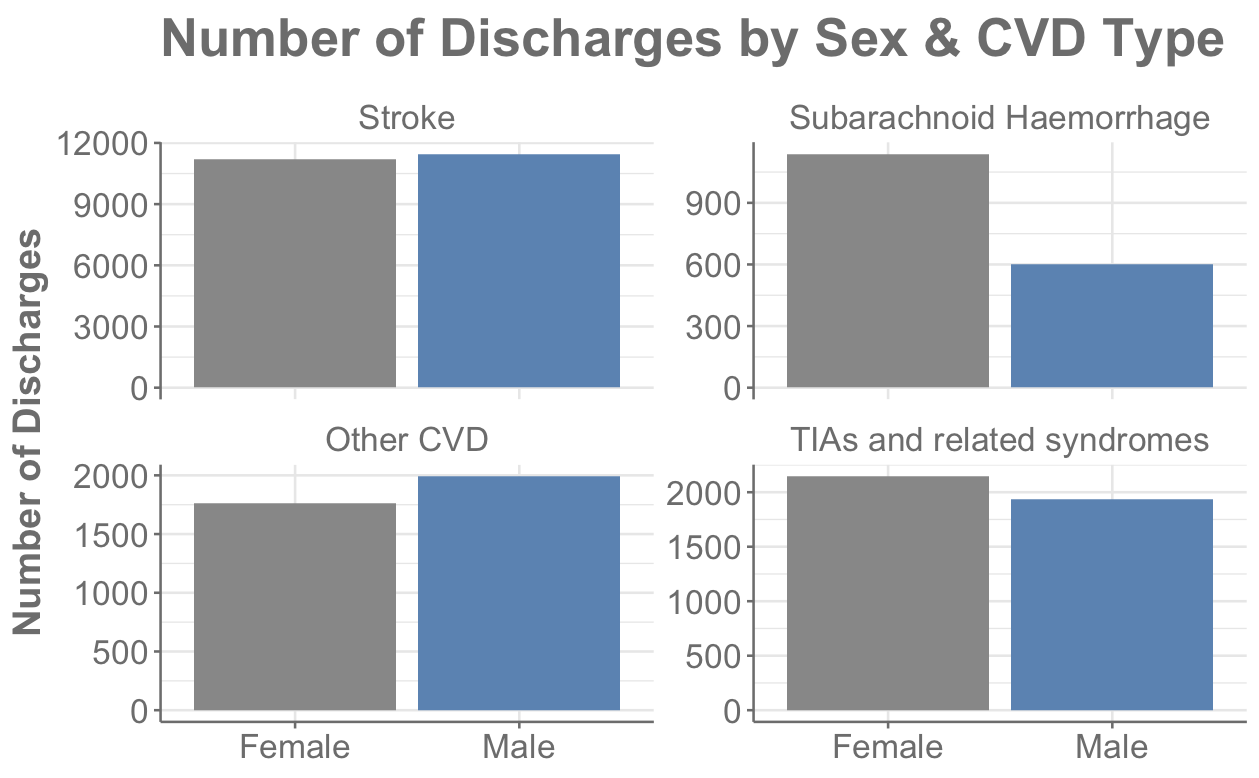 Number of Discharges by Sex & CVD Type
Number of Discharges
Stroke
12000
9000
6000
3000
0
Subarachnoid Haemorrhage
900
600
300
0
Other CVD
2000
1500
1000
500
0
Female Male
TIAs and related syndromes
2000
1500
1000
500
0
Female Male